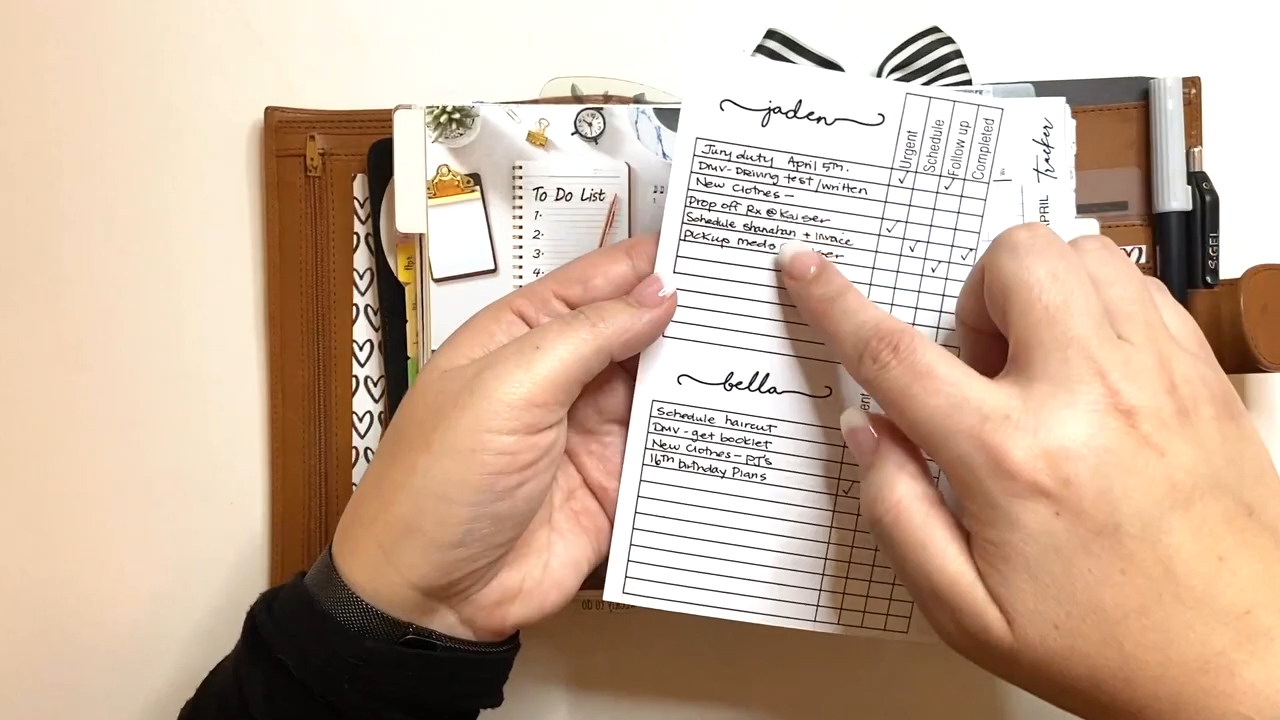 jaden
Urgent
Schedule
Follow up
Completed
Jury duty April 5th.
DMV- Driving test/written
New Clothes -
Drop off Rx @ Kaiser
Schedule shanahan + Invoice
Pickup meds
bella
Schedule haircut
DMV - get booklet
New Clothes - PJ's
16th birthday Plans
To Do List
1.
2.
3.
4.
tracker
S.GEL